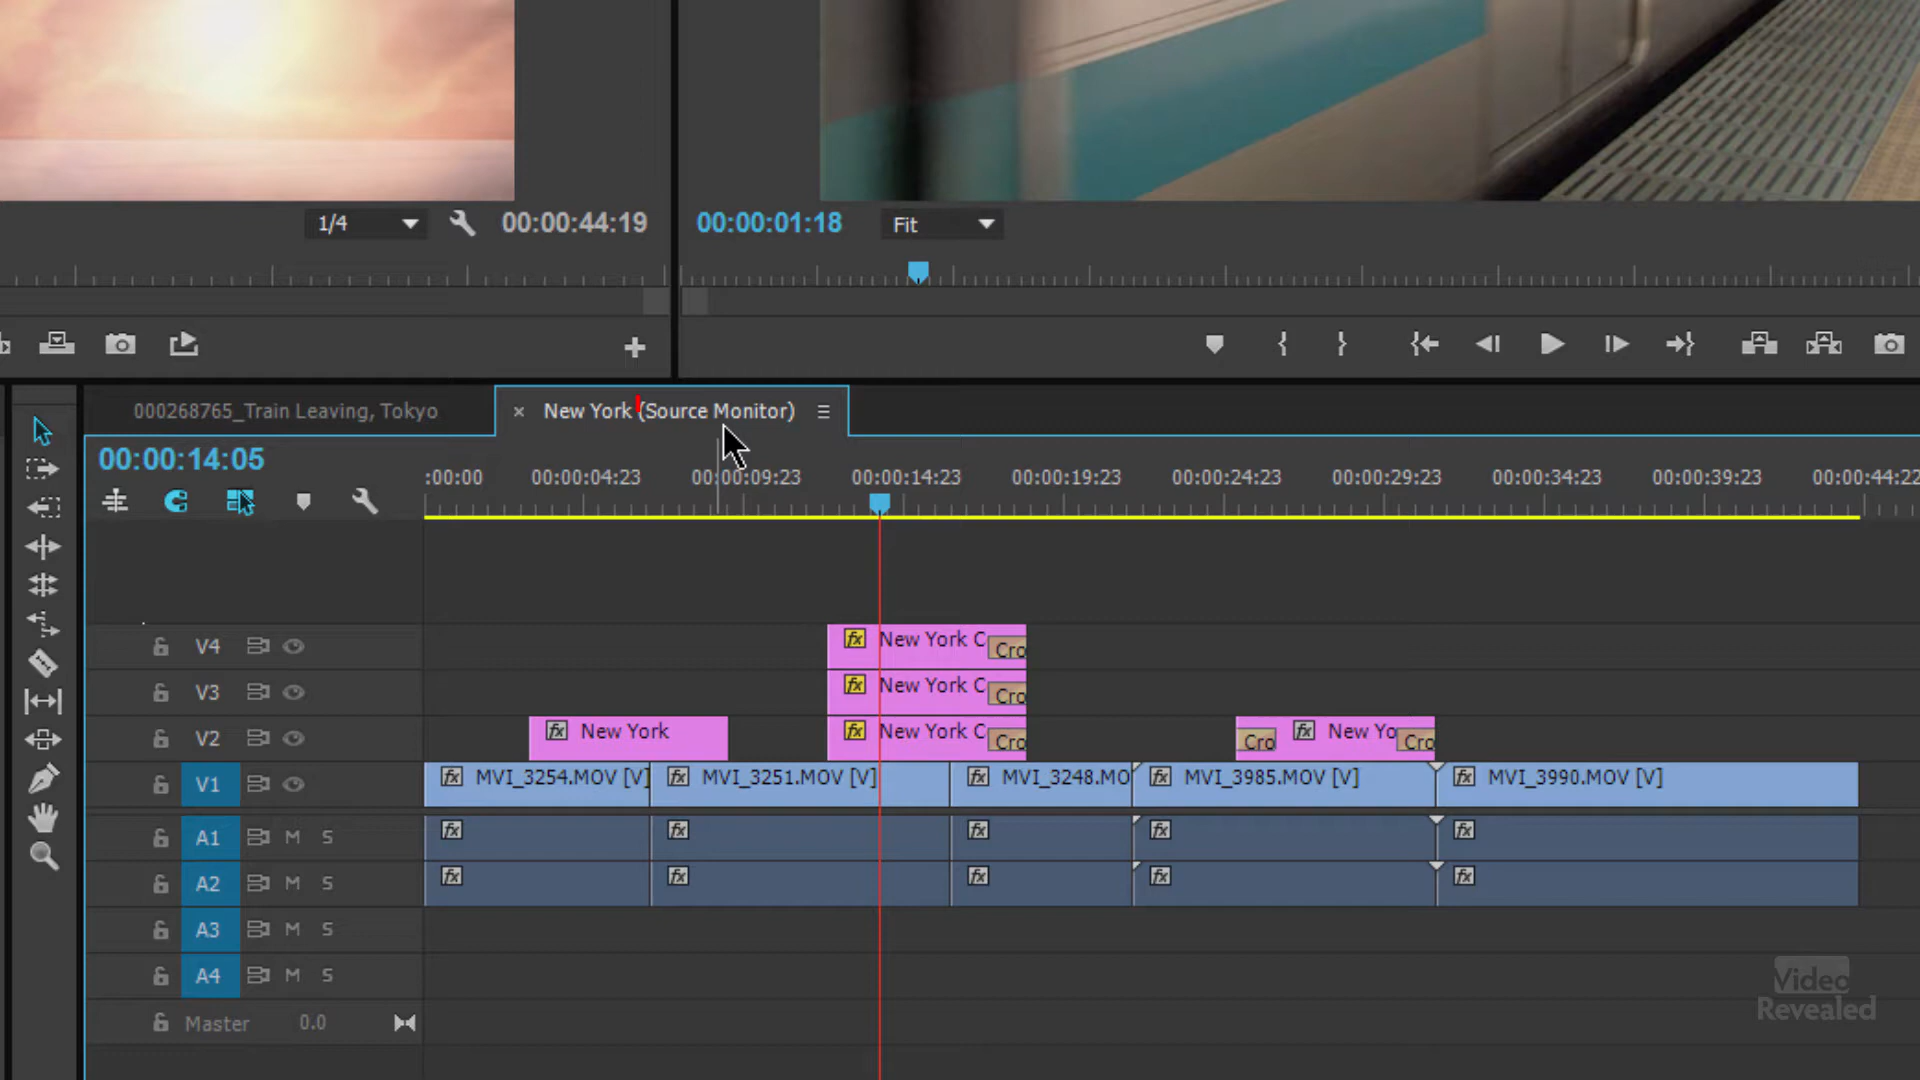 1/4
00:00:44:19
00:00:01:18
Fit
000268765_Train Leaving, Tokyo
× New York (Source Monitor)
00:00:14:05
:00:00
00:00:04:23
00:00:09:23
00:00:14:23
00:00:19:23
00:00:24:23
00:00:29:23
00:00:34:23
00:00:39:23
00:00:44:22
V4
fx New York C
Cro
V3
fx New York C
Cro
V2
fx New York
fx New York C
Cro
Cro
fx New Yo
Cro
V1
fx MVI_3254.MOV [V]
fx MVI_3251.MOV [V]
fx MVI_3248.MO
fx MVI_3985.MOV [V]
fx MVI_3990.MOV [V]
A1 M S
fx fx fx fx fx
A2 M S
fx fx fx fx fx
A3 M S
A4 M S
Master 0.0
Video
Revealed